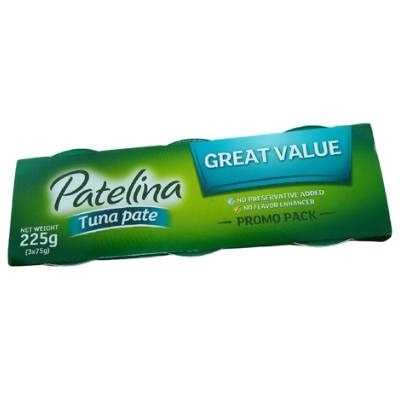 GREAT VALUE
Patelina
Tuna pate
NO PRESERVATIVE ADDED
NO FLAVOR ENHANCER
PROMO PACK
NET WEIGHT
225g
(3x75g)